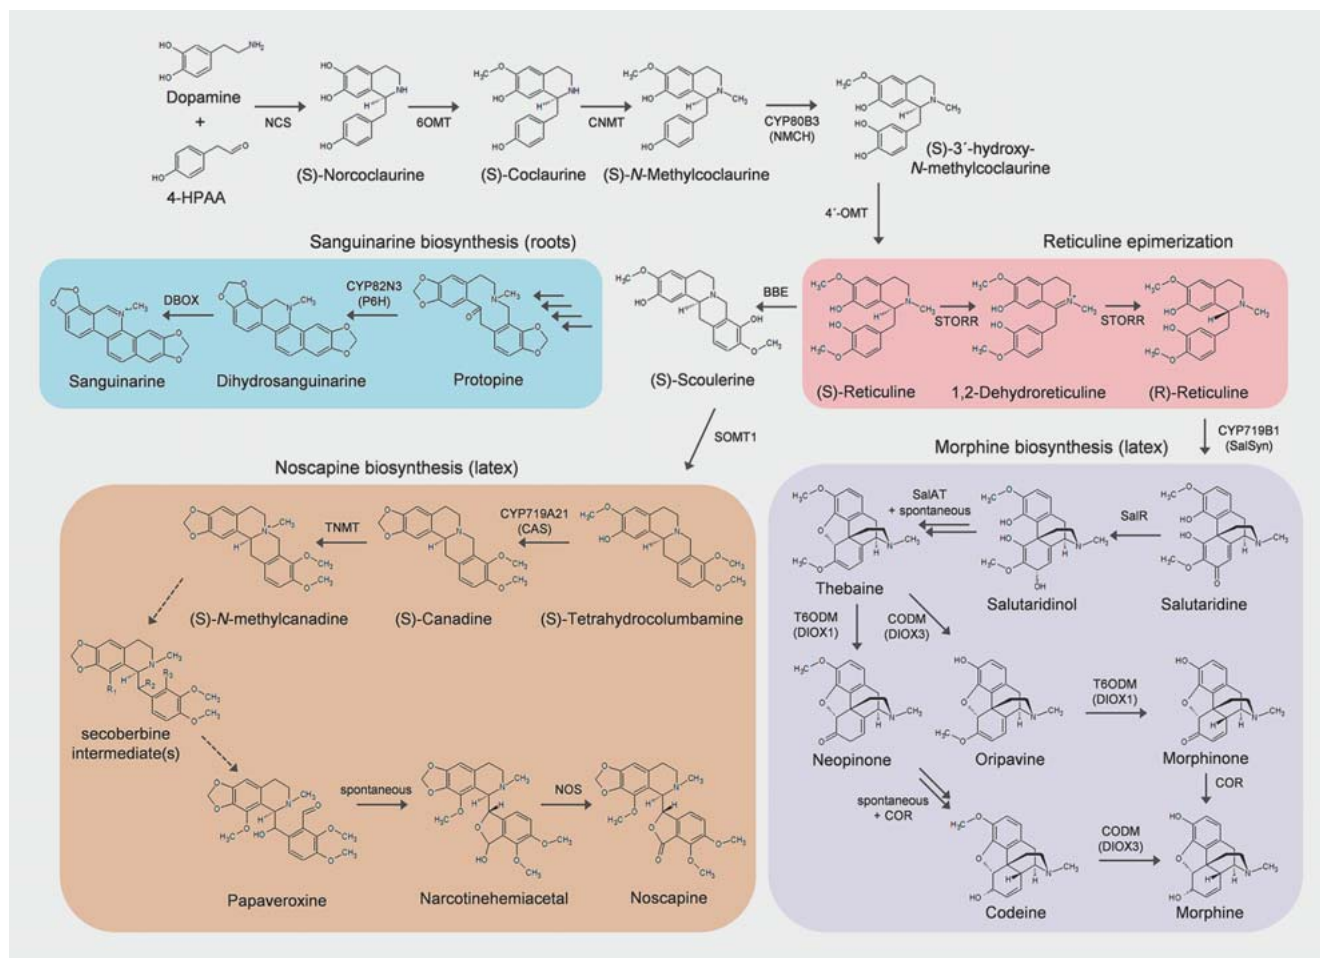 Dopamine
+
4-HPAA
NCS
(S)-Norcoclaurine
6OMT
(S)-Coclaurine
CNMT
(S)-N-Methylcoclaurine
CYP80B3
(NMCH)
(S)-3´-hydroxy-
N-methylcoclaurine
4´-OMT
Sanguinarine biosynthesis (roots)
Reticuline epimerization
Sanguinarine
DBOX
Dihydrosanguinarine
CYP82N3
(P6H)
Protopine
(S)-Scoulerine
BBE
(S)-Reticuline
STORR
1,2-Dehydroreticuline
STORR
(R)-Reticuline
SOMT1
CYP719B1
(SalSyn)
Noscapine biosynthesis (latex)
Morphine biosynthesis (latex)
TNMT
CYP719A21
(CAS)
(S)-N-methylcanadine
(S)-Canadine
(S)-Tetrahydrocolumbamine
SalAT
+ spontaneous
SalR
Thebaine
Salutaridinol
Salutaridine
T6ODM
(DIOX1)
CODM
(DIOX3)
secoberbine
intermediate(s)
Neopinone
Oripavine
T6ODM
(DIOX1)
Morphinone
spontaneous
NOS
spontaneous
+ COR
COR
CODM
(DIOX3)
Papaveroxine
Narcotinehemiacetal
Noscapine
Codeine
Morphine